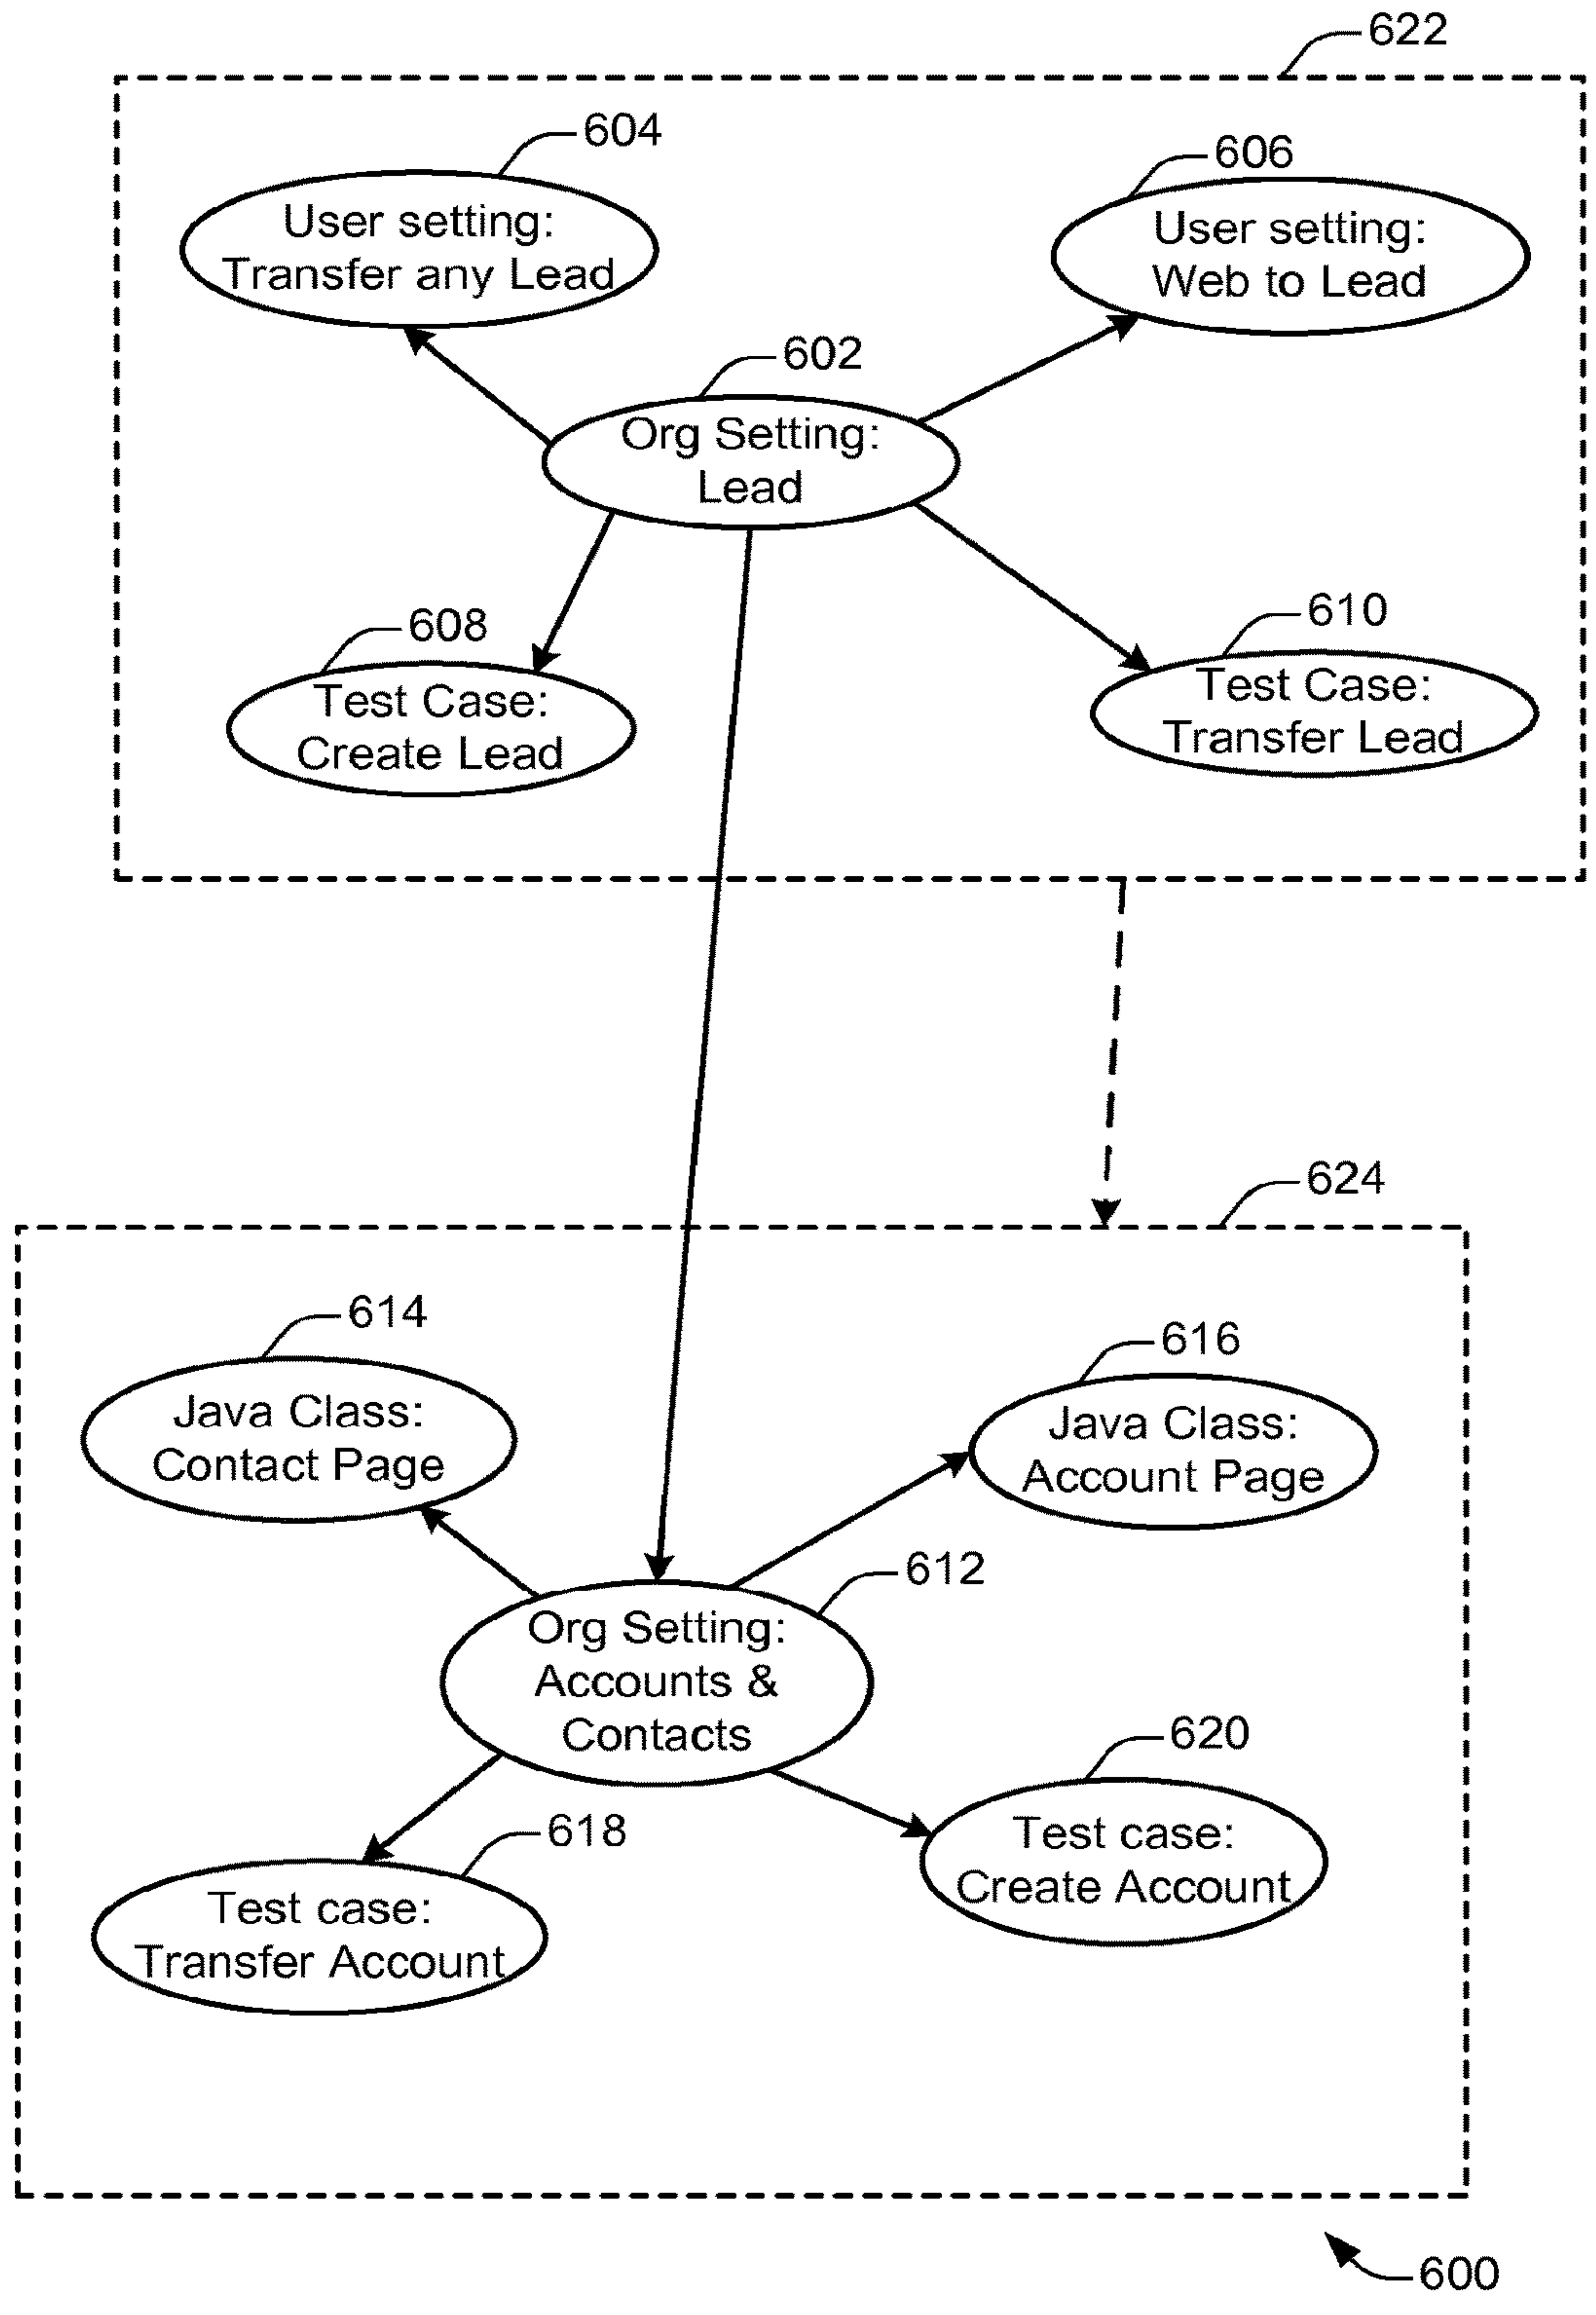 622
604
User setting:
Transfer any Lead
606
User setting:
Web to Lead
602
Org Setting:
Lead
608
Test Case:
Create Lead
610
Test Case:
Transfer Lead
624
614
Java Class:
Contact Page
616
Java Class:
Account Page
612
Org Setting:
Accounts &
Contacts
620
Test case:
Create Account
618
Test case:
Transfer Account
600